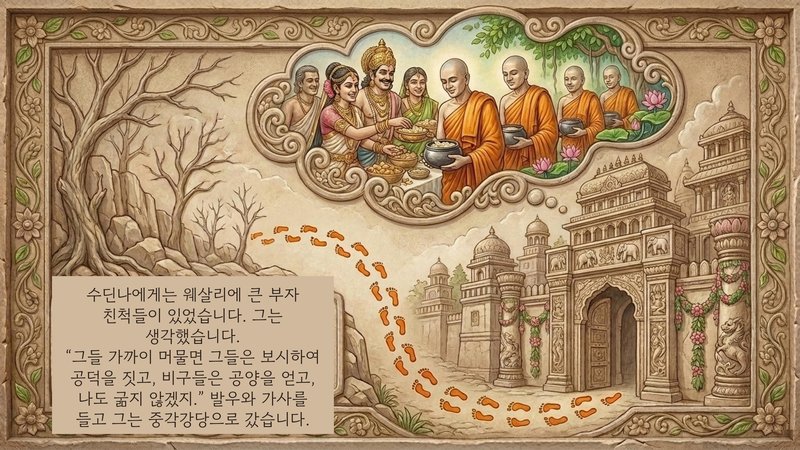 수딘나에게는 웨살리에 큰 부자
친척들이 있었습니다. 그는
생각했습니다.
“그들 가까이 머물면 그들은 보시하여
공덕을 짓고, 비구들은 공양을 얻고,
나도 굶지 않겠지.” 발우와 가사를
들고 그는 중각강당으로 갔습니다.